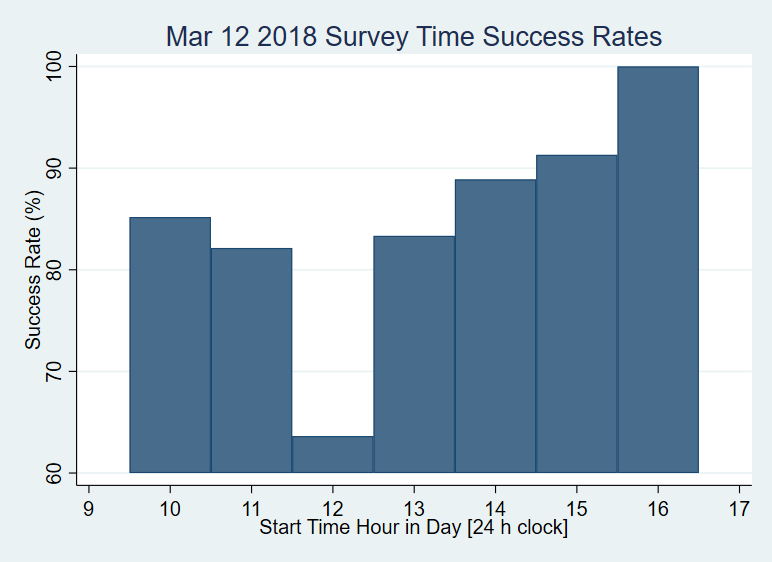 Mar 12 2018 Survey Time Success Rates
100
90
80
70
60
Success Rate (%)
9 10 11 12 13 14 15 16 17
Start Time Hour in Day [24 h clock]